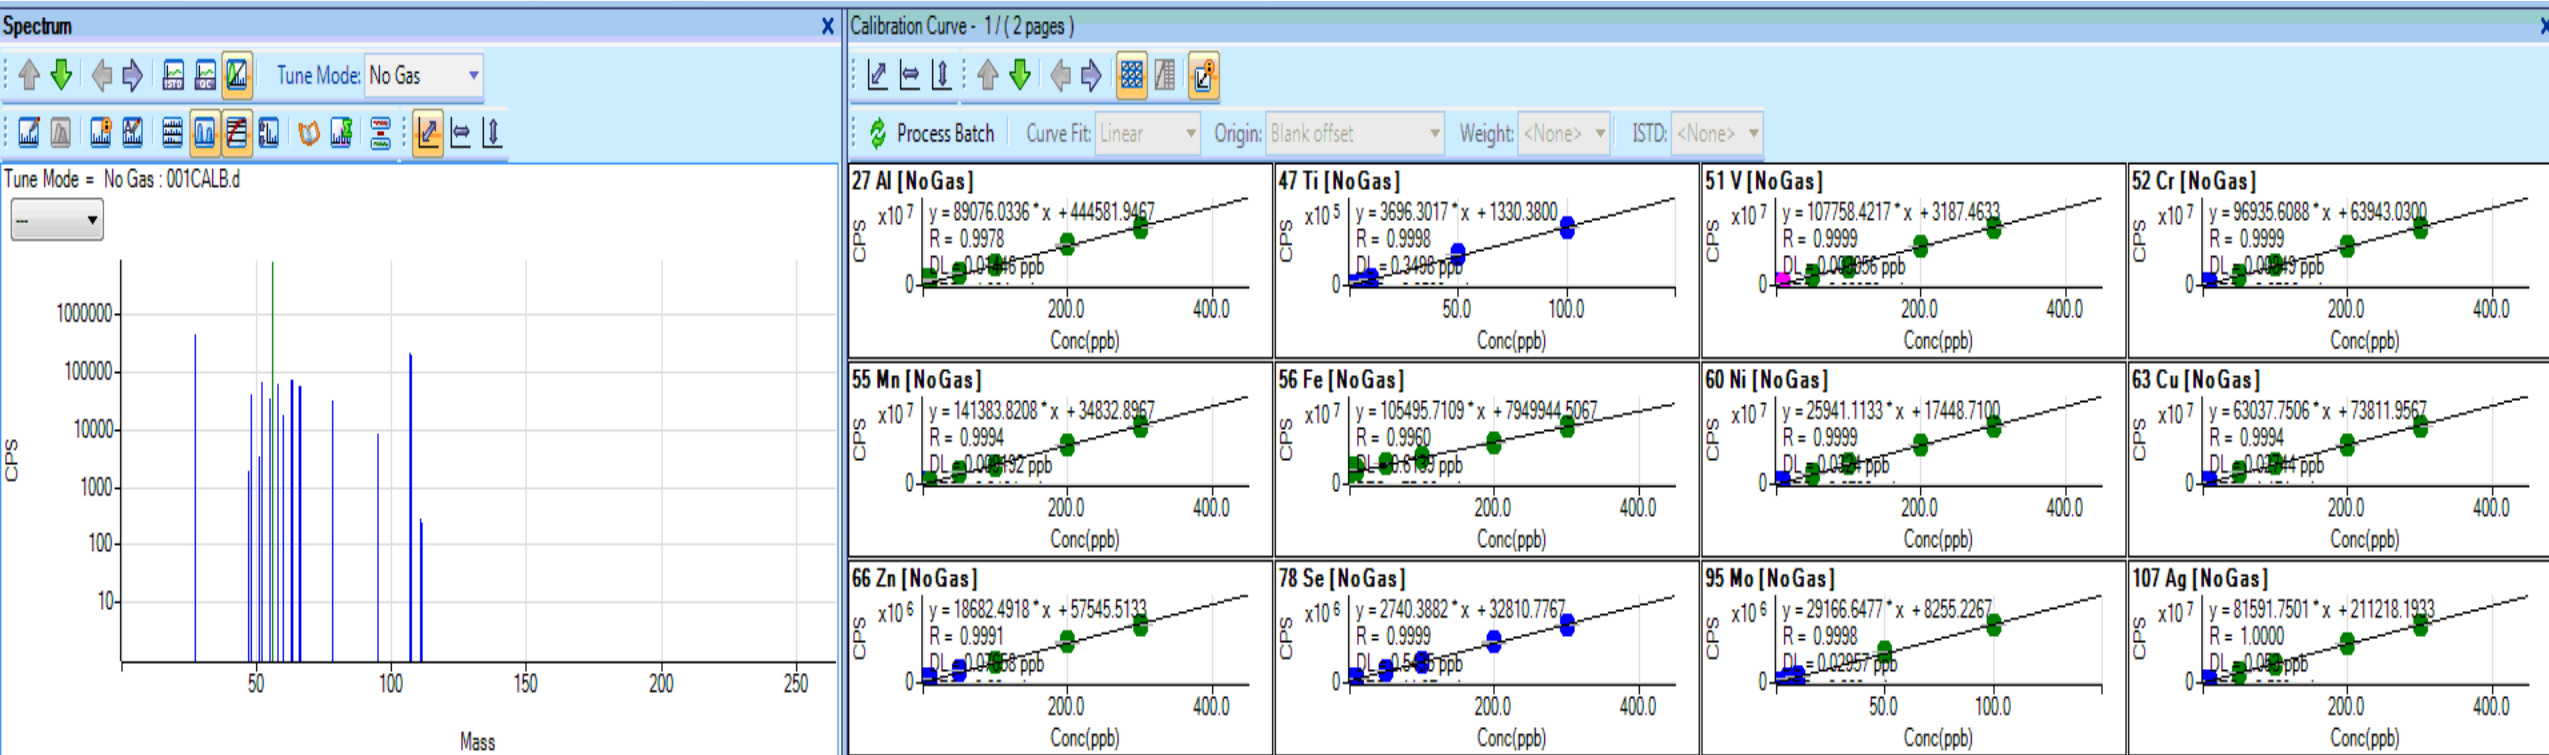 Spectrum
Tune Mode: No Gas
Tune Mode = No Gas : 001CALB.d
---
1000000
100000
10000
1000
100
10
CPS
50 100 150 200 250
Mass
Calibration Curve - 1 / ( 2 pages )
Process Batch Curve Fit: Linear Origin: Blank offset Weight: <None> ISTD: <None>
27 Al [No Gas]
x10 7 y = 89076.0336 * x + 444581.9467
R = 0.9978
CPS
0
200.0 400.0
Conc(ppb)
47 Ti [No Gas]
x10 5 y = 3696.3017 * x + 1330.3800
R = 0.9998
DL = 0.3498 ppb
CPS
0
50.0 100.0
Conc(ppb)
51 V [No Gas]
x10 7 y = 107758.4217 * x + 3187.4633
R = 0.9999
CPS
0
200.0 400.0
Conc(ppb)
52 Cr [No Gas]
x10 7 y = 96935.6088 * x + 63943.0300
R = 0.9999
CPS
0
200.0 400.0
Conc(ppb)
55 Mn [No Gas]
x10 7 y = 141383.8208 * x + 34832.8967
R = 0.9994
CPS
0
200.0 400.0
Conc(ppb)
56 Fe [No Gas]
x10 7 y = 105495.7109 * x + 7949944.5067
R = 0.9960
CPS
0
200.0 400.0
Conc(ppb)
60 Ni [No Gas]
x10 7 y = 25941.1133 * x + 17448.7100
R = 0.9999
CPS
0
200.0 400.0
Conc(ppb)
63 Cu [No Gas]
x10 7 y = 63037.7506 * x + 73811.9567
R = 0.9994
CPS
0
200.0 400.0
Conc(ppb)
66 Zn [No Gas]
x10 6 y = 18682.4918 * x + 57545.5133
R = 0.9991
CPS
0
200.0 400.0
Conc(ppb)
78 Se [No Gas]
x10 6 y = 2740.3882 * x + 32810.7767
R = 0.9999
CPS
0
200.0 400.0
Conc(ppb)
95 Mo [No Gas]
x10 6 y = 29166.6477 * x + 8255.2267
R = 0.9998
DL = 0.02957 ppb
CPS
0
50.0 100.0
Conc(ppb)
107 Ag [No Gas]
x10 7 y = 81591.7501 * x + 211218.1933
R = 1.0000
CPS
0
200.0 400.0
Conc(ppb)